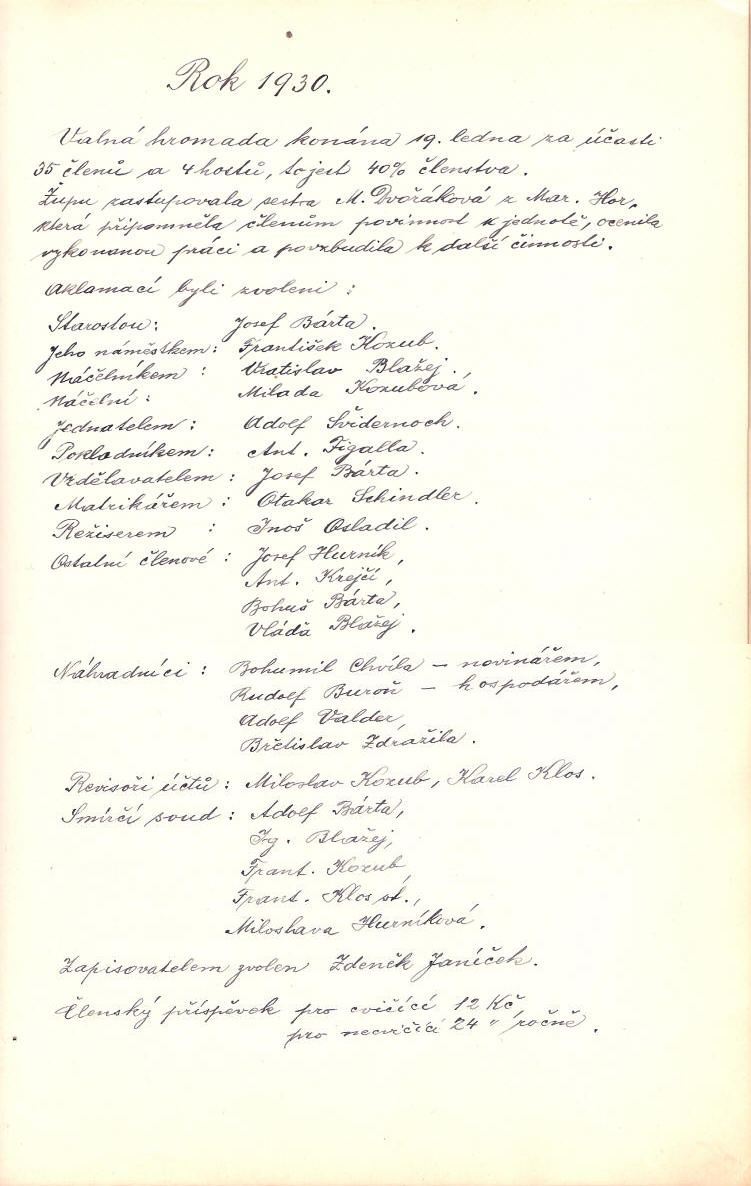 Rok 1930.
Valná hromada konána 19. ledna za účasti
35 členů a 4 hostů, to jest 40% členstva.
Župu zastupovala sestra M. Dvořáková z Mar. Hor,
která připomněla členům povinnost k jednotě, ocenila
vykonanou práci a povzbudila k další činnosti.
Aklamací byli zvoleni :
Starostou: Josef Bárta.
Jeho náměstkem: František Kozub.
Náčelníkem : Vratislav Blažej.
Náčelní : Milada Kozubová.
Jednatelem : Adolf Švidernoch.
Pokladníkem : Ant. Figalla.
Vzdělavatelem : Josef Bárta.
Matrikářem : Otakar Schindler.
Režiserem : Inoš Osladil.
Ostatní členové : Josef Hurník,
Ant. Krejčí,
Bohuš Bárta,
Vláďa Blažej.
Náhradníci : Bohumil Chvíla – novinářem,
Rudolf Buroň – hospodářem,
Adolf Valder,
Břetislav Zdražila.
Revisoři účtů : Miloslav Kozub, Karel Klos.
Smírčí soud : Adolf Bárta,
Ig. Blažej,
Frant. Kozub,
Frant. Klos st.,
Miloslava Hurníková.
Zapisovatelem zvolen Zdeněk Janíček.
Členský příspěvek pro cvičící 12 Kč,
pro necvičící 24 " ročně.